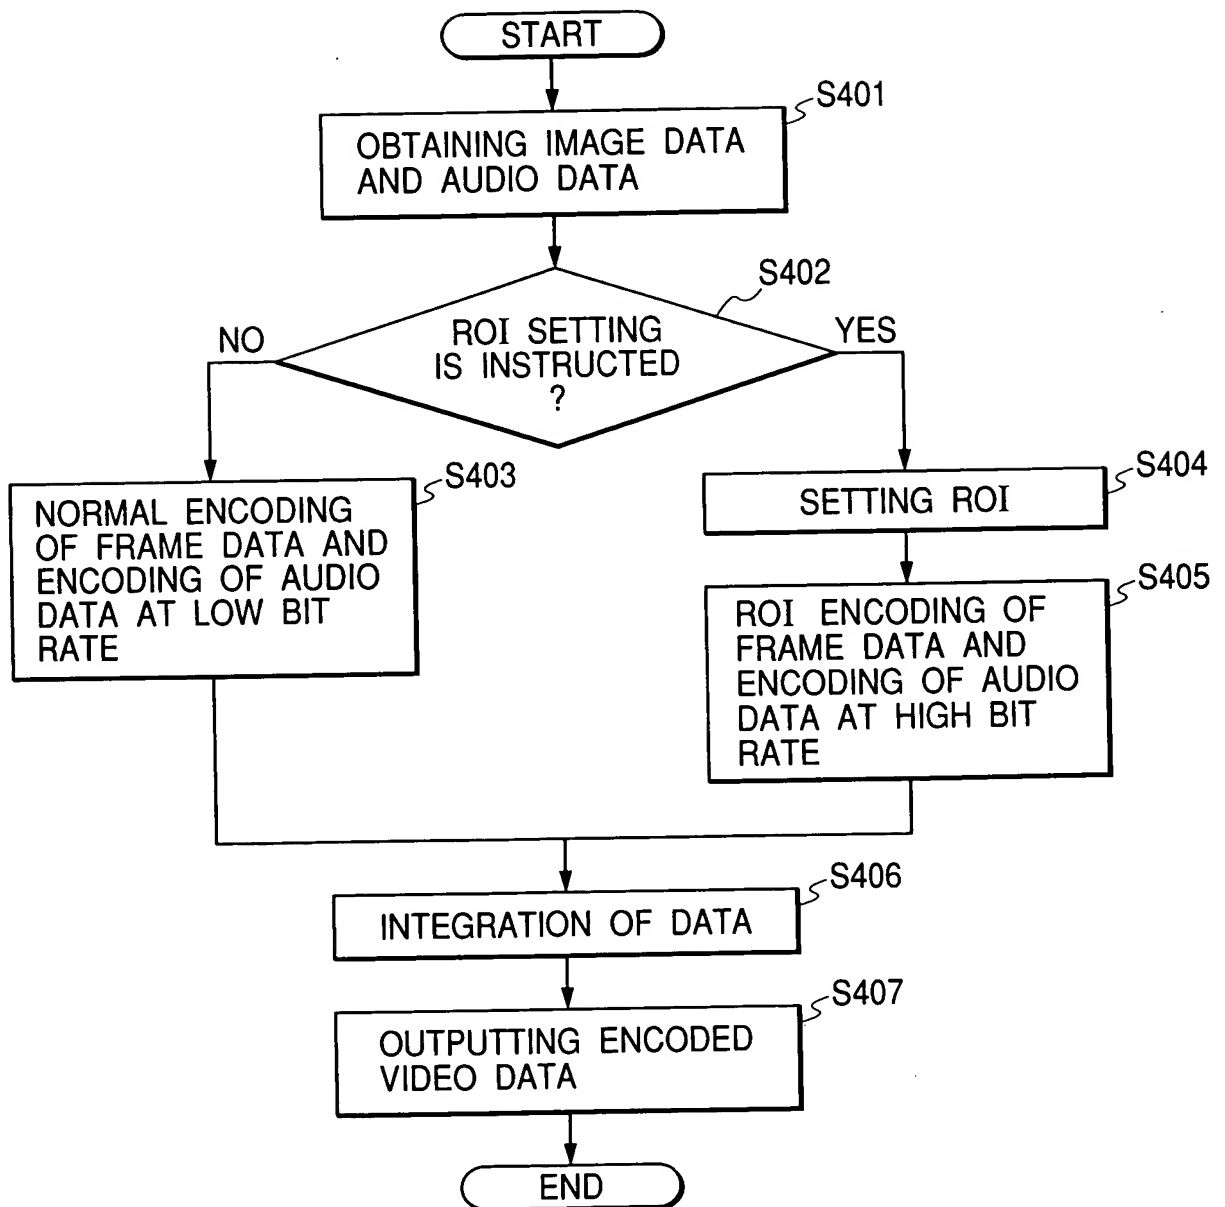 START
S401
OBTAINING IMAGE DATA
AND AUDIO DATA
S402
ROI SETTING
IS INSTRUCTED
?
NO
YES
S403
NORMAL ENCODING
OF FRAME DATA AND
ENCODING OF AUDIO
DATA AT LOW BIT
RATE
S404
SETTING ROI
S405
ROI ENCODING OF
FRAME DATA AND
ENCODING OF AUDIO
DATA AT HIGH BIT
RATE
S406
INTEGRATION OF DATA
S407
OUTPUTTING ENCODED
VIDEO DATA
END